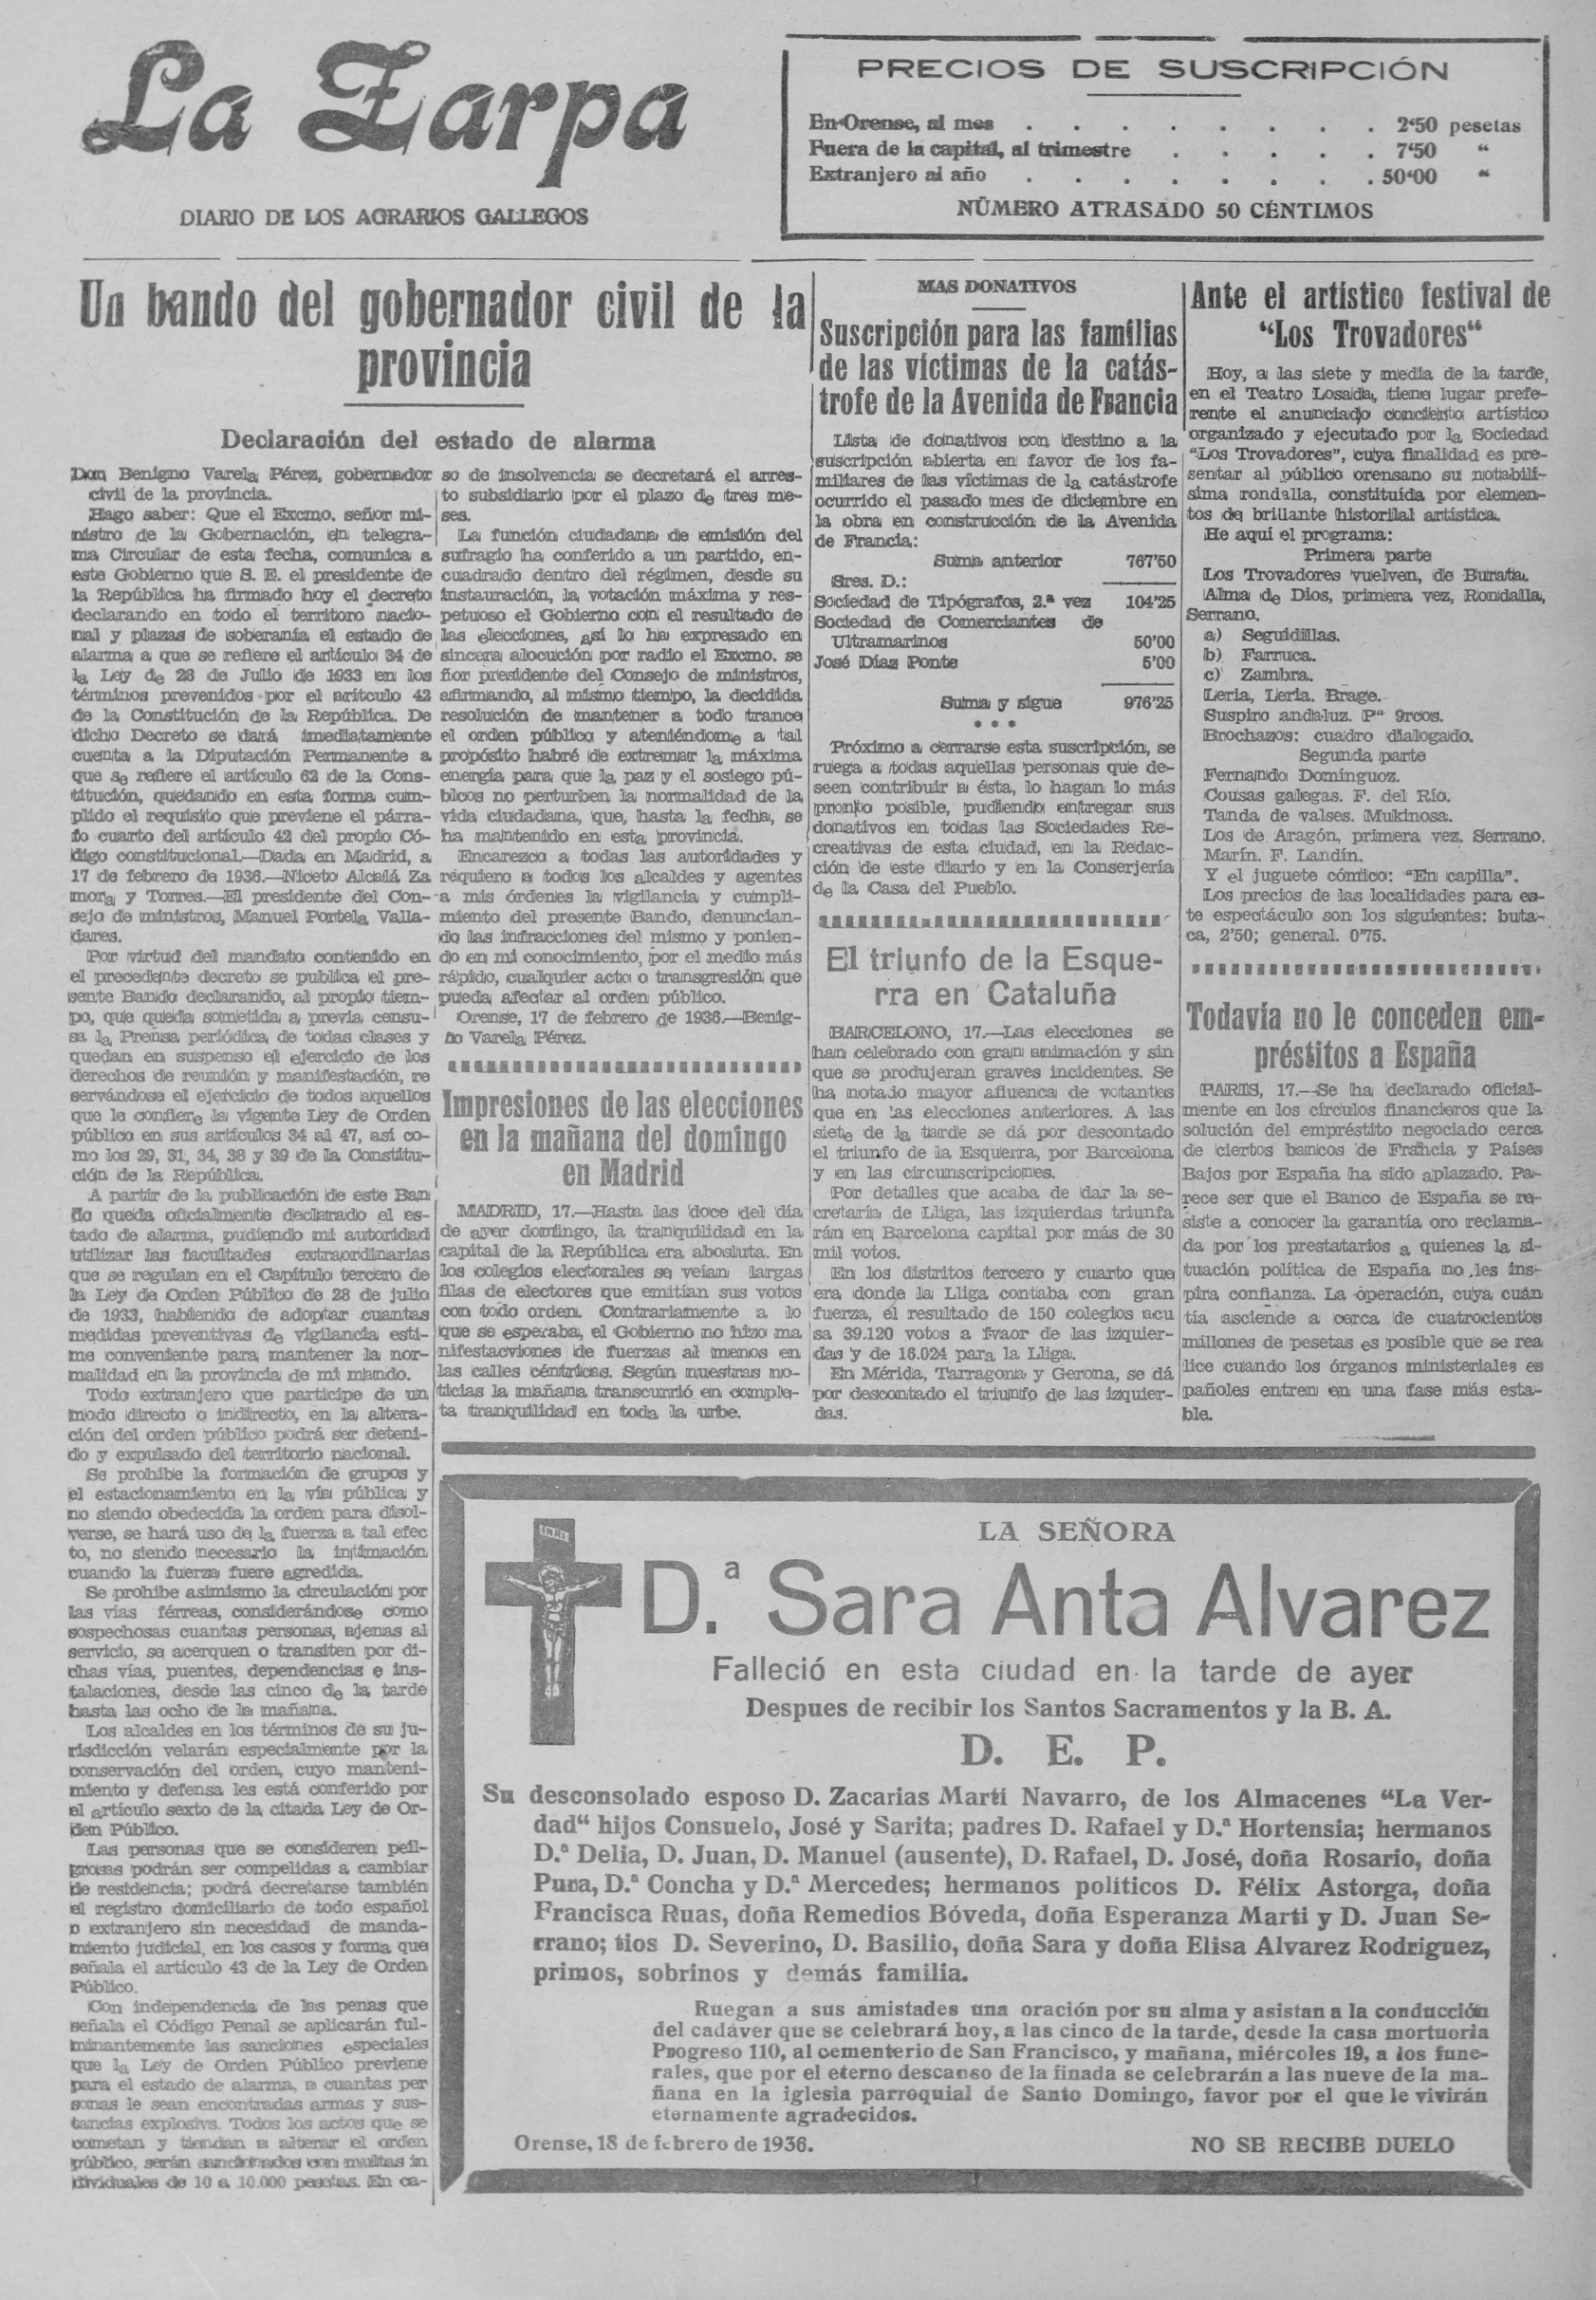 La Zarpa
DIARIO DE LOS AGRARIOS GALLEGOS
PRECIOS DE SUSCRIPCIÓN
En Orense, al mes . . . . . . . . 2'50 pesetas
Fuera de la capital, al trimestre . . . . . 7'50 "
Extranjero al año . . . . . . . . 50'00 "
NÚMERO ATRASADO 50 CÉNTIMOS
Un bando del gobernador civil de la
provincia
Declaración del estado de alarma
Don Benigno Varela Pérez, gobernador
civil de la provincia.
Hago saber: Que el Excmo. señor mi-
nistro de la Gobernación, en telegra-
ma Circular de esta fecha, comunica a
este Gobierno que S. E. el presidente de
la República ha firmado hoy el decreto
declarando en todo el territoro nacio-
nal y plazas de soberanía el estado de
alarma a que se refiere el artículo 34 de
la Ley de 28 de Julio de 1933 en los
términos prevenidos por el arítculo 42
de la Constitución de la República. De
dicho Decreto se dará imediatamente
cuenta a la Diputación Permanente a
que se refiere el artículo 62 de la Cons-
titución, quedando en esta forma cum-
plido el requisito que previene el párra-
fo cuarto del artículo 42 del propio Có-
digo constitucional.—Dada en Madrid, a
17 de febrero de 1936.—Niceto Alcalá Za
mora y Torres.—El presidente del Con-
sejo de ministros, Manuel Portela Valla-
dares.
Por virtud del mandato contenido en
el precedente decreto se publica el pre-
sente Bando declarando, al propio tiem-
po, que queda sometida a previa censu-
sa la Prensa periódica de todas clases y
quedan en suspenso el ejercicio de los
derechos de reunión y manifestación, re
servándose el ejercicio de todos aquellos
que le confiere la vigente Ley de Orden
público en sus artículos 34 al 47, así co-
mo los 29, 31, 34, 38 y 39 de la Constitu-
ción de la República.
A partir de la publicación de este Ban
do queda oficialmente declarado el es-
tado de alarma, pudiendo mi autoridad
utilizar las facultades extraordinarias
que se regulan en el Capítulo tercero de
la Ley de Orden Público de 28 de julio
de 1933, habiendo de adoptar cuantas
medidas preventivas de vigilancia esti-
me conveniente para mantener la nor-
malidad en la provincia de mi mando.
Todo extranjero que participe de un
modo directo o indirecto, en la altera-
ción del orden público podrá ser deteni-
do y expulsado del territorio nacional.
Se prohibe la formación de grupos y
el estacionamiento en la vía pública y
no siendo obedecida la orden para disol-
verse, se hará uso de la fuerza a tal efec
to, no siendo necesario la intimación
cuando la fuerza fuere agredida.
Se prohibe asimismo la circulación por
las vías férreas, considerándose como
sospechosas cuantas personas, ajenas al
servicio, se acerquen o transiten por di-
chas vías, puentes, dependencias e ins-
talaciones, desde las cinco de la tarde
hasta las ocho de la mañana.
Los alcaldes en los términos de su ju-
risdicción velarán especialmente por la
conservación del orden, cuyo manteni-
miento y defensa les está conferido por
el artículo sexto de la citada Ley de Or-
den Público.
Las personas que se consideren peli-
grosas podrán ser compelidas a cambiar
de residencia; podrá decretarse también
el registro domiciliario de todo español
o extranjero sin necesidad de manda-
miento judicial, en los casos y forma que
señala el artículo 43 de la Ley de Orden
Público.
Con independencia de las penas que
señala el Código Penal se aplicarán ful-
minantemente las sanciones especiales
que la Ley de Orden Público previene
para el estado de alarma, a cuantas per
sonas le sean encontradas armas y sus-
tancias explosivs. Todos los actos que se
cometan y tiendan a alterar el orden
público, serán sancionados con multas in
dividuales de 10 a 10.000 pesetas. En ca-
so de insolvencia se decretará el arres-
to subsidiario por el plazo de tres me-
ses.
La función ciudadana de emisión del
sufragio ha conferido a un partido, en-
cuadrado dentro del régimen, desde su
instauración, la votación máxima y res-
petuoso el Gobierno con el resultado de
las elecciones, así lo ha expresado en
sincera alocución por radio el Excmo. se
ñor presidente del Consejo de ministros,
afirmando, al mismo tiempo, la decidida
resolución de mantener a todo trance
el orden público y ateniéndome a tal
propósito habré de extremar la máxima
energía para que la paz y el sosiego pú-
blcos no perturben la normalidad de la
vida ciudadana, que, hasta la fecha, se
ha mantenido en esta provincia.
Encarezco a todas las autoridades y
requiero a todos los alcaldes y agentes
a mis órdenes la vigilancia y cumpli-
miento del presente Bando, denuncian-
do las infracciones del mismo y ponien-
do en mi conocimiento, por el medio más
rápido, cualquier acto o transgresión que
pueda afectar al orden público.
Orense, 17 de febrero de 1936.—Benig-
no Varela Pérez.
Impresiones de las elecciones
en la mañana del domingo
en Madrid
MADRID, 17.—Hasta las doce del día
de ayer domingo, la tranquilidad en la
capital de la República era abosluta. En
los colegios electorales se veían largas
filas de electores que emitían sus votos
con todo orden. Contrariamente a lo
que se esperaba, el Gobierno no hizo ma
nifestacviones de fuerzas al menos en
las calles céntricas. Según nuestras no-
ticias la mañana transcurrió en comple-
ta tranquilidad en toda la urbe.
MAS DONATIVOS
Suscripción para las familias
de las víctimas de la catás-
trofe de la Avenida de Francia
Lista de donativos con destino a la
suscripción abierta en favor de los fa-
miliares de las víctimas de la catástrofe
ocurrido el pasado mes de diciembre en
la obra en construcción de la Avenida
de Francia:
Suma anterior 767'50
Sres. D.:
Sociedad de Tipógrafos, 2.ª vez 104'25
Sociedad de Comerciantes de
Ultramarinos 50'00
José Díaz Ponte 5'00
Suma y sigue 976'25
* * *
Próximo a cerrarse esta suscripción, se
ruega a todas aquellas personas que de-
seen contribuir a ésta, lo hagan lo más
pronto posible, pudiendo entregar sus
donativos en todas las Sociedades Re-
creativas de esta ciudad, en la Redac-
ción de este diario y en la Conserjería
de la Casa del Pueblo.
El triunfo de la Esque-
rra en Cataluña
BARCELONO, 17.—Las elecciones se
han celebrado con gran animación y sin
que se produjeran graves incidentes. Se
ha notado mayor afluenca de votantes
que en las elecciones anteriores. A las
siete de la tarde se dá por descontado
el triunfo de la Esquerra, por Barcelona
y en las circunscripciones.
Por detalles que acaba de dar la se-
cretaría de Lliga, las izquierdas triunfa
rán en Barcelona capital por más de 30
mil votos.
En los distritos tercero y cuarto que
era donde la Lliga contaba con gran
fuerza, el resultado de 150 colegios acu
sa 39.120 votos a fvaor de las izquier-
das y de 16.024 para la Lliga.
En Mérida, Tarragona y Gerona, se dá
por descontado el triunfo de las izquier-
das.
Ante el artístico festival de
"Los Trovadores"
Hoy, a las siete y media de la tarde,
en el Teatro Losada, tiene lugar prefe-
rente el anunciado concierto artístico
organizado y ejecutado por la Sociedad
"Los Trovadores", cuya finalidad es pre-
sentar al público orensano su notabilí-
sima rondalla, constituída por elemen-
tos de brillante historilal artística.
He aquí el programa:
Primera parte
Los Trovadores vuelven, de Burata.
Alma de Dios, primera vez, Rondalla,
Serrano.
a) Seguidillas.
b) Farruca.
c) Zambra.
Leria, Leria. Brage.
Suspiro andaluz. Pª 9rcos.
Brochazos: cuadro dialogado.
Segunda parte
Fernando Domínguoz.
Cousas galegas. F. del Río.
Tanda de valses. Mukinosa.
Los de Aragón, primera vez. Serrano.
Marín. F. Landín.
Y el juguete cómico: "En capilla".
Los precios de las localidades para es-
te espectáculo son los siguientes: buta-
ca, 2'50; general. 0'75.
Todavía no le conceden em-
préstitos a España
PARIS, 17.—Se ha declarado oficial-
mente en los círculos financieros que la
solución del empréstito negociado cerca
de ciertos bancos de Francia y Países
Bajos por España ha sido aplazado. Pa-
rece ser que el Banco de España se re-
siste a conocer la garantía oro reclama-
da por los prestatarios a quienes la si-
tuación política de España no les ins-
pira confianza. La operación, cuya cuan
tía asciende a cerca de cuatrocientos
millones de pesetas es posible que se rea
lice cuando los órganos ministeriales es
pañoles entren en una fase más esta-
ble.
INRI
LA SEÑORA
D.ª Sara Anta Alvarez
Falleció en esta ciudad en la tarde de ayer
Despues de recibir los Santos Sacramentos y la B. A.
D. E. P.
Su desconsolado esposo D. Zacarias Marti Navarro, de los Almacenes "La Ver-
dad" hijos Consuelo, José y Sarita; padres D. Rafael y D.ª Hortensia; hermanos
D.ª Delia, D. Juan, D. Manuel (ausente), D. Rafael, D. José, doña Rosario, doña
Pura, D.ª Concha y D.ª Mercedes; hermanos politicos D. Félix Astorga, doña
Francisca Ruas, doña Remedios Bóveda, doña Esperanza Marti y D. Juan Se-
rrano; tios D. Severino, D. Basilio, doña Sara y doña Elisa Alvarez Rodriguez,
primos, sobrinos y demás familia.
Ruegan a sus amistades una oración por su alma y asistan a la conducción
del cadáver que se celebrará hoy, a las cinco de la tarde, desde la casa mortuoria
Progreso 110, al cementerio de San Francisco, y mañana, miércoles 19, a los fune-
rales, que por el eterno descanso de la finada se celebrarán a las nueve de la ma-
ñana en la iglesia parroquial de Santo Domingo, favor por el que le vivirán
eternamente agradecidos.
Orense, 18 de febrero de 1936.
NO SE RECIBE DUELO